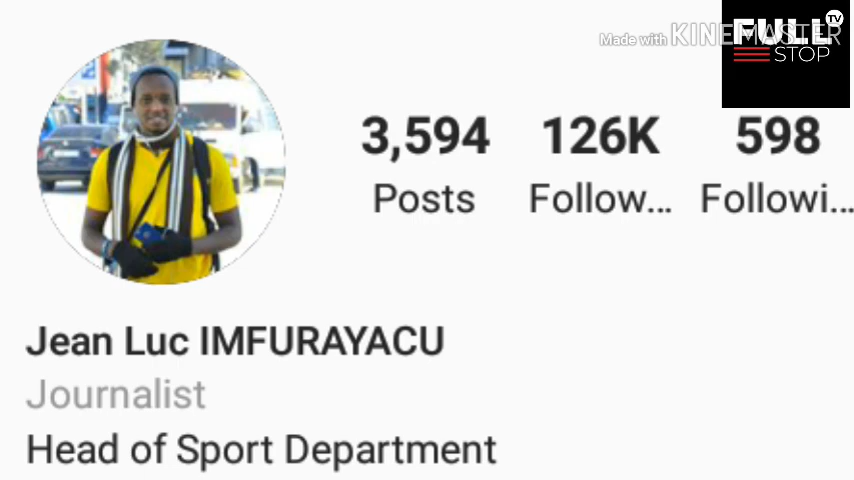 Made with KINEMASTER
FULL TV
STOP
3,594 126K 598
Posts Follow... Followi...
Jean Luc IMFURAYACU
Journalist
Head of Sport Department